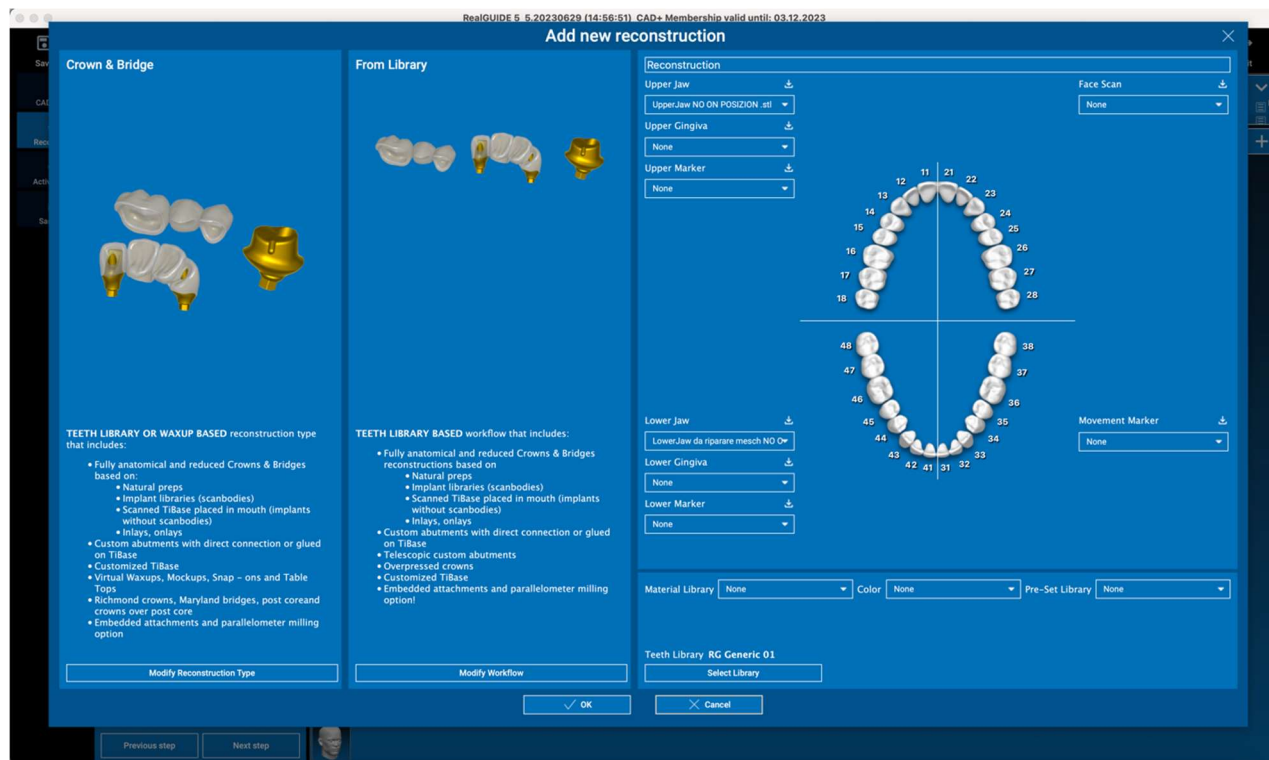 RealGUIDE 5 5.20230629 (14:56:51) CAD+ Membership valid until: 03.12.2023
Add new reconstruction
Crown & Bridge
TEETH LIBRARY OR WAXUP BASED reconstruction type
that includes:
• Fully anatomical and reduced Crowns & Bridges
based on:
• Natural preps
• Implant libraries (scanbodies)
• Scanned TiBase placed in mouth (implants
without scanbodies)
• Inlays, onlays
• Custom abutments with direct connection or glued
on TiBase
• Customized TiBase
• Virtual Waxups, Mockups, Snap - ons and Table
Tops
• Richmond crowns, Maryland bridges, post coreand
crowns over post core
• Embedded attachments and parallelometer milling
option
Modify Reconstruction Type
From Library
TEETH LIBRARY BASED workflow that includes:
• Fully anatomical and reduced Crowns & Bridges
reconstructions based on
• Natural preps
• Implant libraries (scanbodies)
• Scanned TiBase placed in mouth (implants
without scanbodies)
• Inlays, onlays
• Custom abutments with direct connection or glued
on TiBase
• Telescopic custom abutments
• Overpressed crowns
• Customized TiBase
• Embedded attachments and parallelometer milling
option!
Modify Workflow
Reconstruction
Upper Jaw
UpperJaw NO ON POSIZION .stl
Upper Gingiva
None
Upper Marker
None
Face Scan
None
11 21
12 22
13 23
14 24
15 25
16 26
17 27
18 28
48 38
47 37
46 36
45 35
44 34
43 33
42 41 31 32
Lower Jaw
LowerJaw da riparare mesch NO O
Lower Gingiva
None
Lower Marker
None
Movement Marker
None
Material Library None Color None Pre-Set Library None
Teeth Library RG Generic 01
Select Library
OK Cancel
Previous step Next step